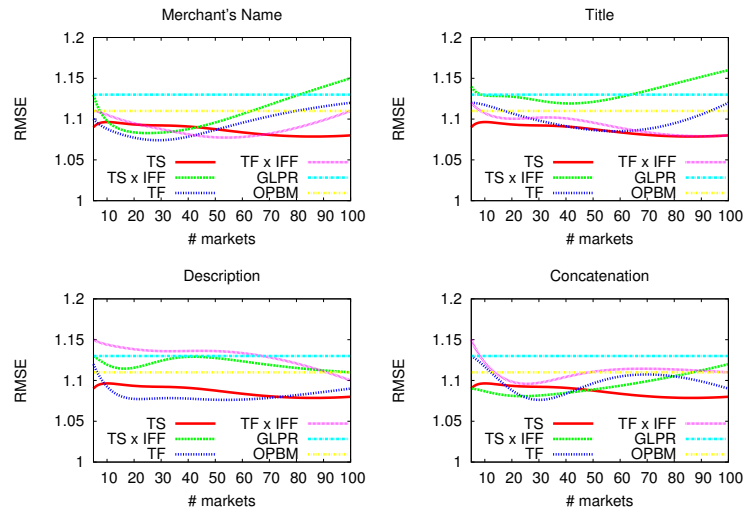 Merchant's Name
Title
1.2
1.15
1.1
1.05
1
RMSE
TS
TF x IFF
TS x IFF
GLPR
TF
OPBM
10 20 30 40 50 60 70 80 90 100
# markets
1.2
1.15
1.1
1.05
1
RMSE
TS
TF x IFF
TS x IFF
GLPR
TF
OPBM
10 20 30 40 50 60 70 80 90 100
# markets
Description
Concatenation
1.2
1.15
1.1
1.05
1
RMSE
TS
TF x IFF
TS x IFF
GLPR
TF
OPBM
10 20 30 40 50 60 70 80 90 100
# markets
1.2
1.15
1.1
1.05
1
RMSE
TS
TF x IFF
TS x IFF
GLPR
TF
OPBM
10 20 30 40 50 60 70 80 90 100
# markets